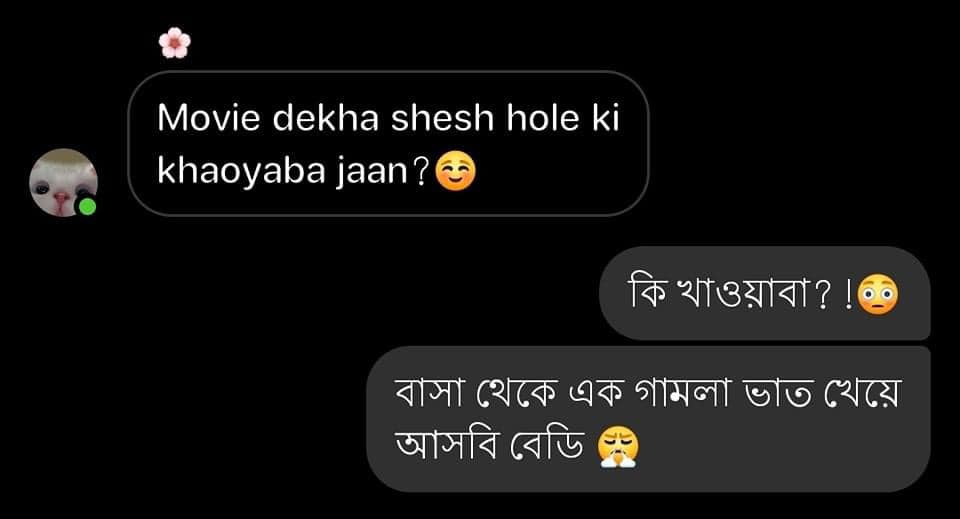 🌸
Movie dekha shesh hole ki
khaoyaba jaan?☺️
কি খাওয়াবা? !😳
বাসা থেকে এক গামলা ভাত খেয়ে
আসবি বেডি 😤